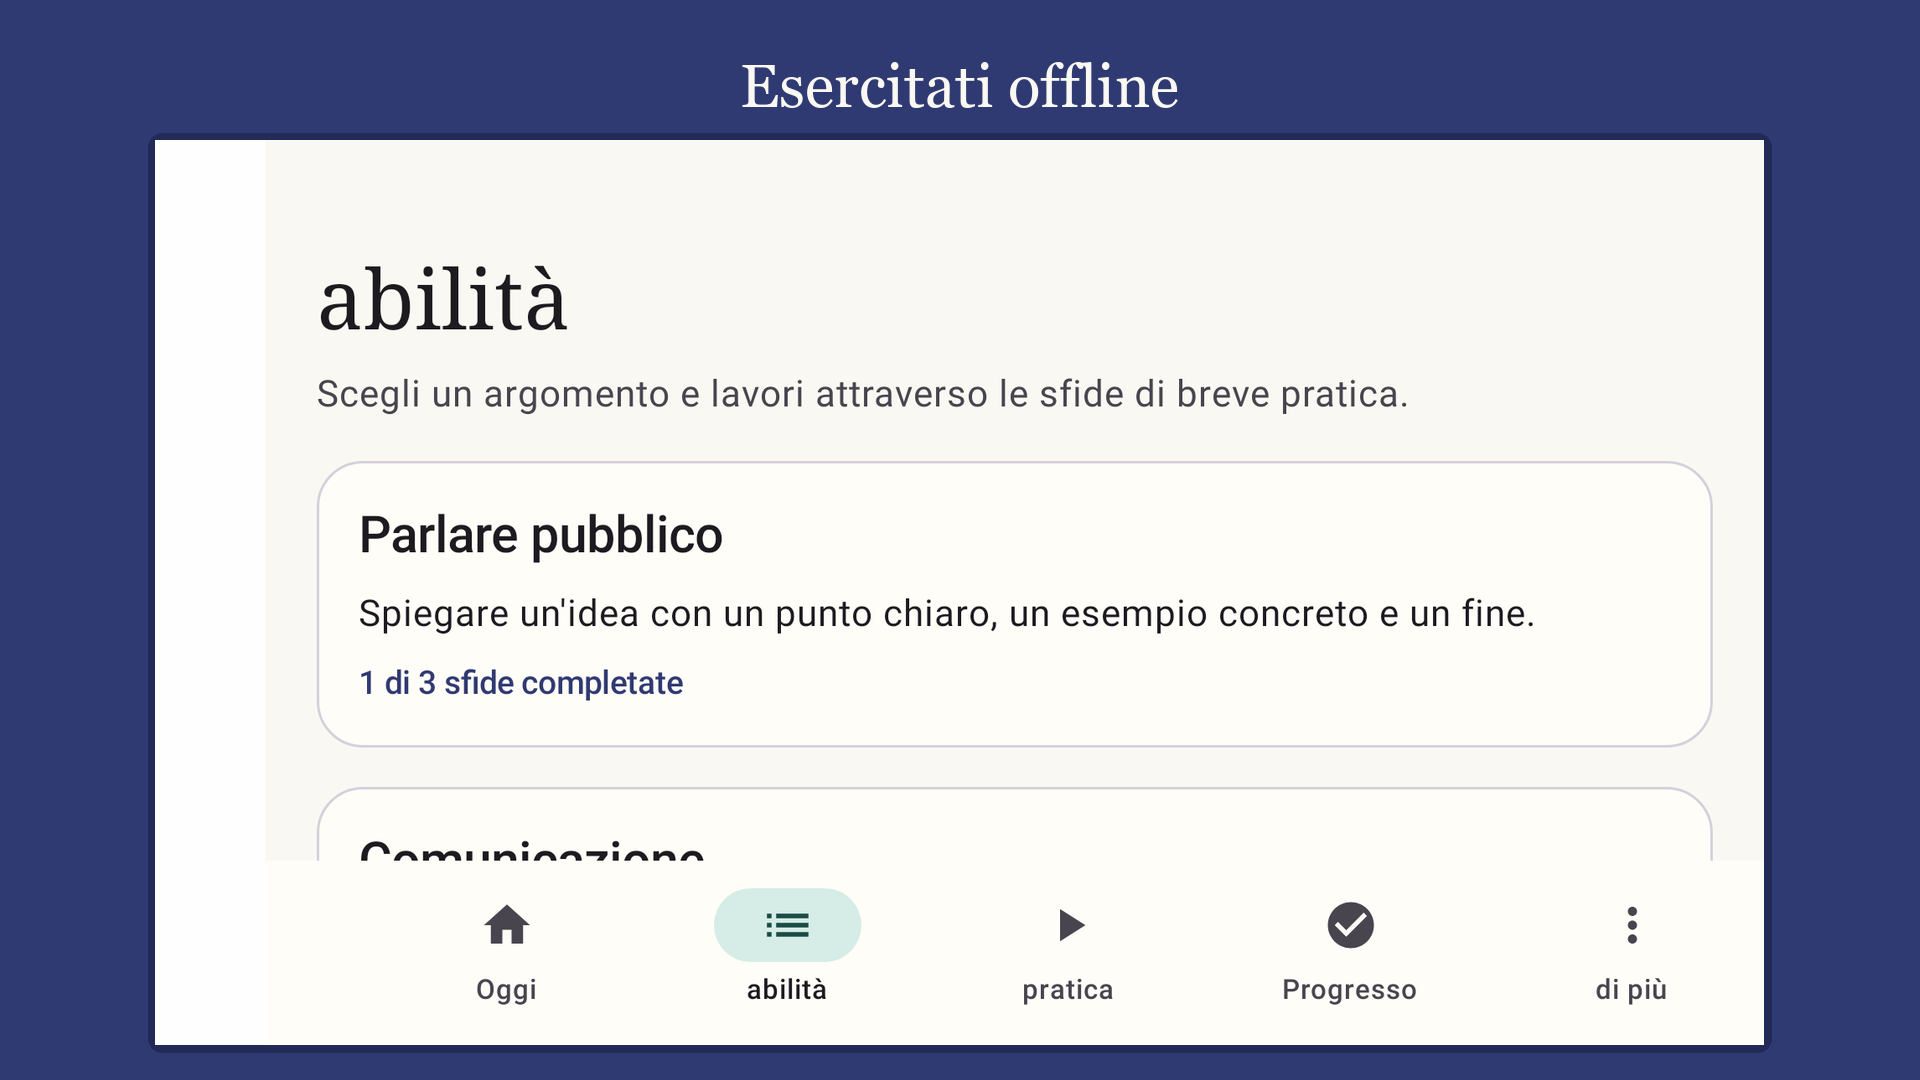 Esercitati offline
abilità
Scegli un argomento e lavori attraverso le sfide di breve pratica.
Parlare pubblico
Spiegare un'idea con un punto chiaro, un esempio concreto e un fine.
1 di 3 sfide completate
Comunicazione
Oggi
abilità
pratica
Progresso
di più